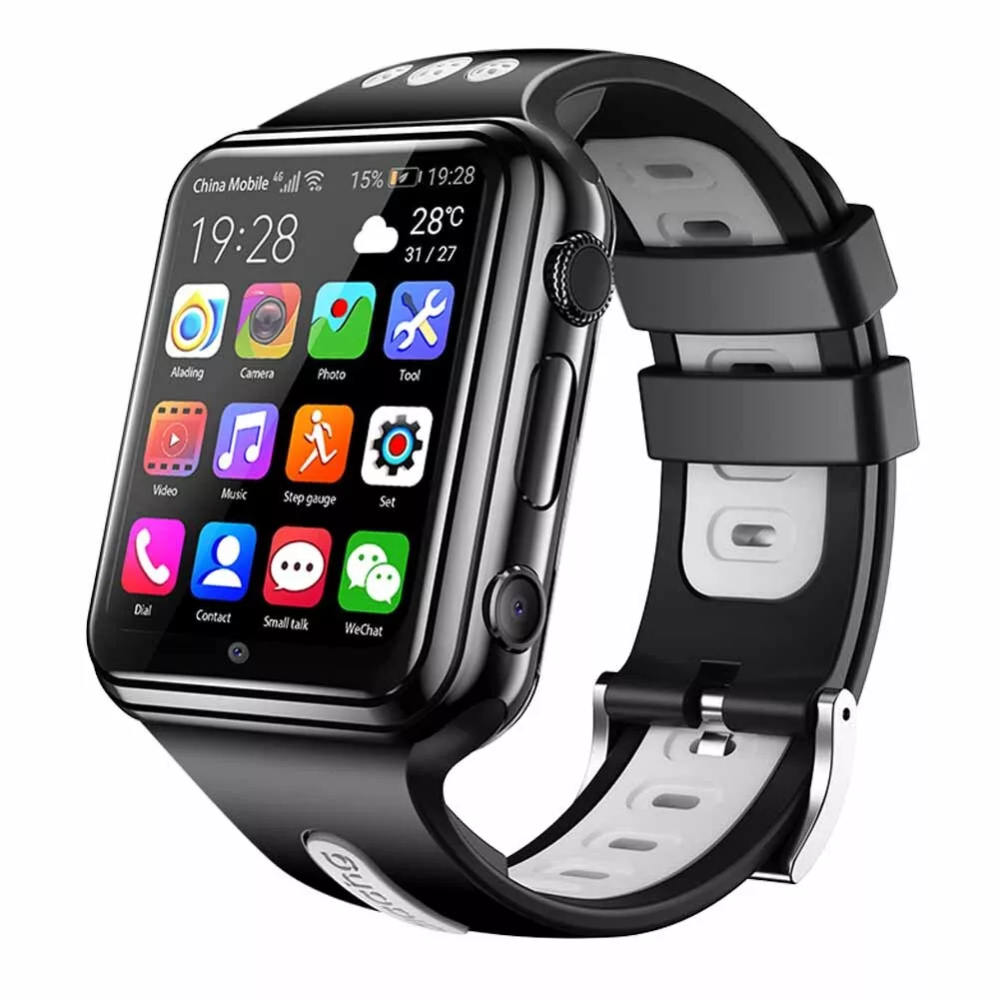 China Mobile 4G 15% 19:28
19:28 28℃
31 / 27
Alading Camera Photo Tool
Video Music Step gauge Set
Dial Contact Small talk WeChat